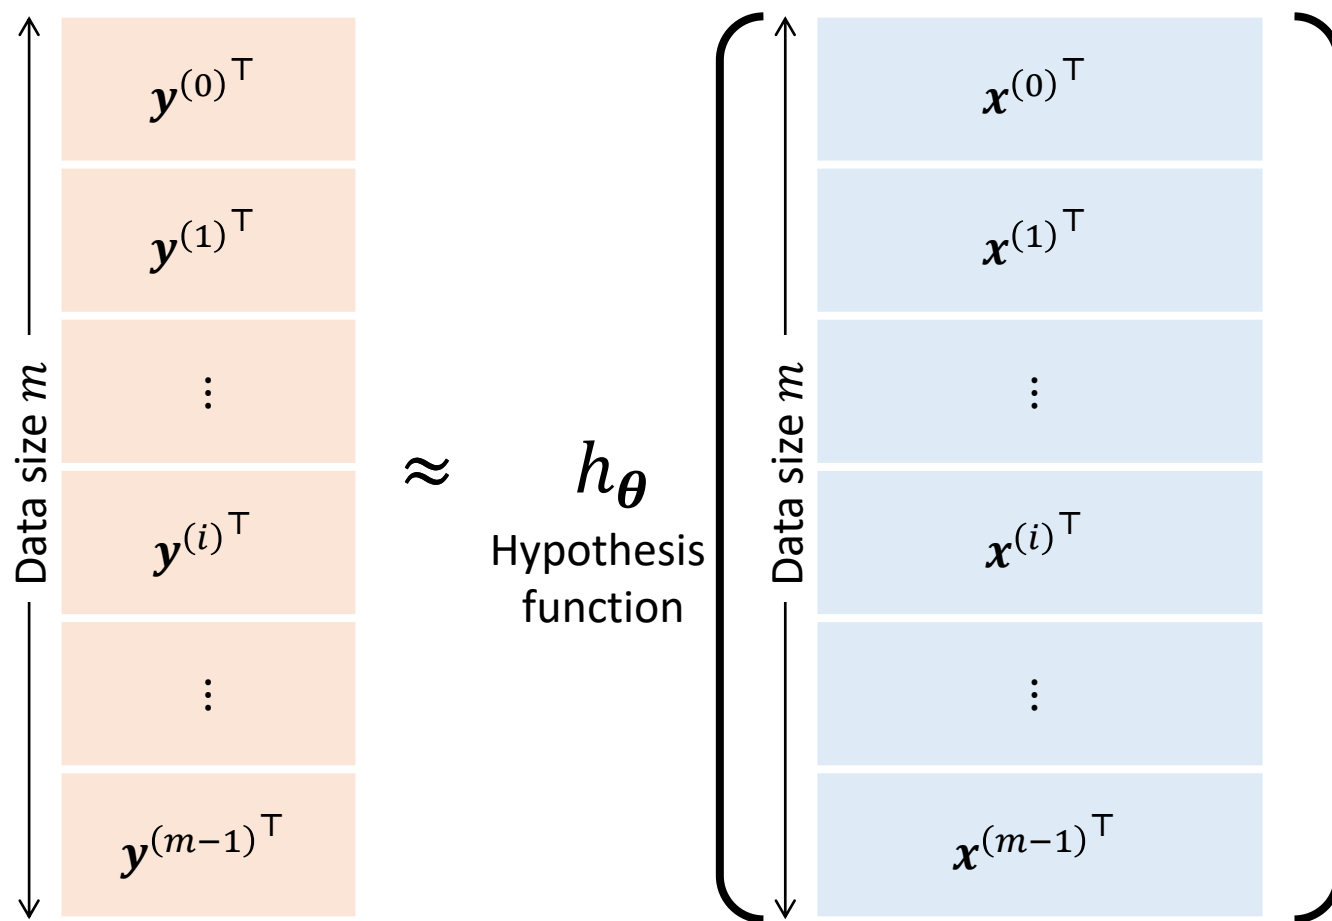 Data size m
y^(0)⊤
y^(1)⊤
⋮
y^(i)⊤
⋮
y^(m−1)⊤
≈
h_θ
Hypothesis
function
Data size m
x^(0)⊤
x^(1)⊤
⋮
x^(i)⊤
⋮
x^(m−1)⊤